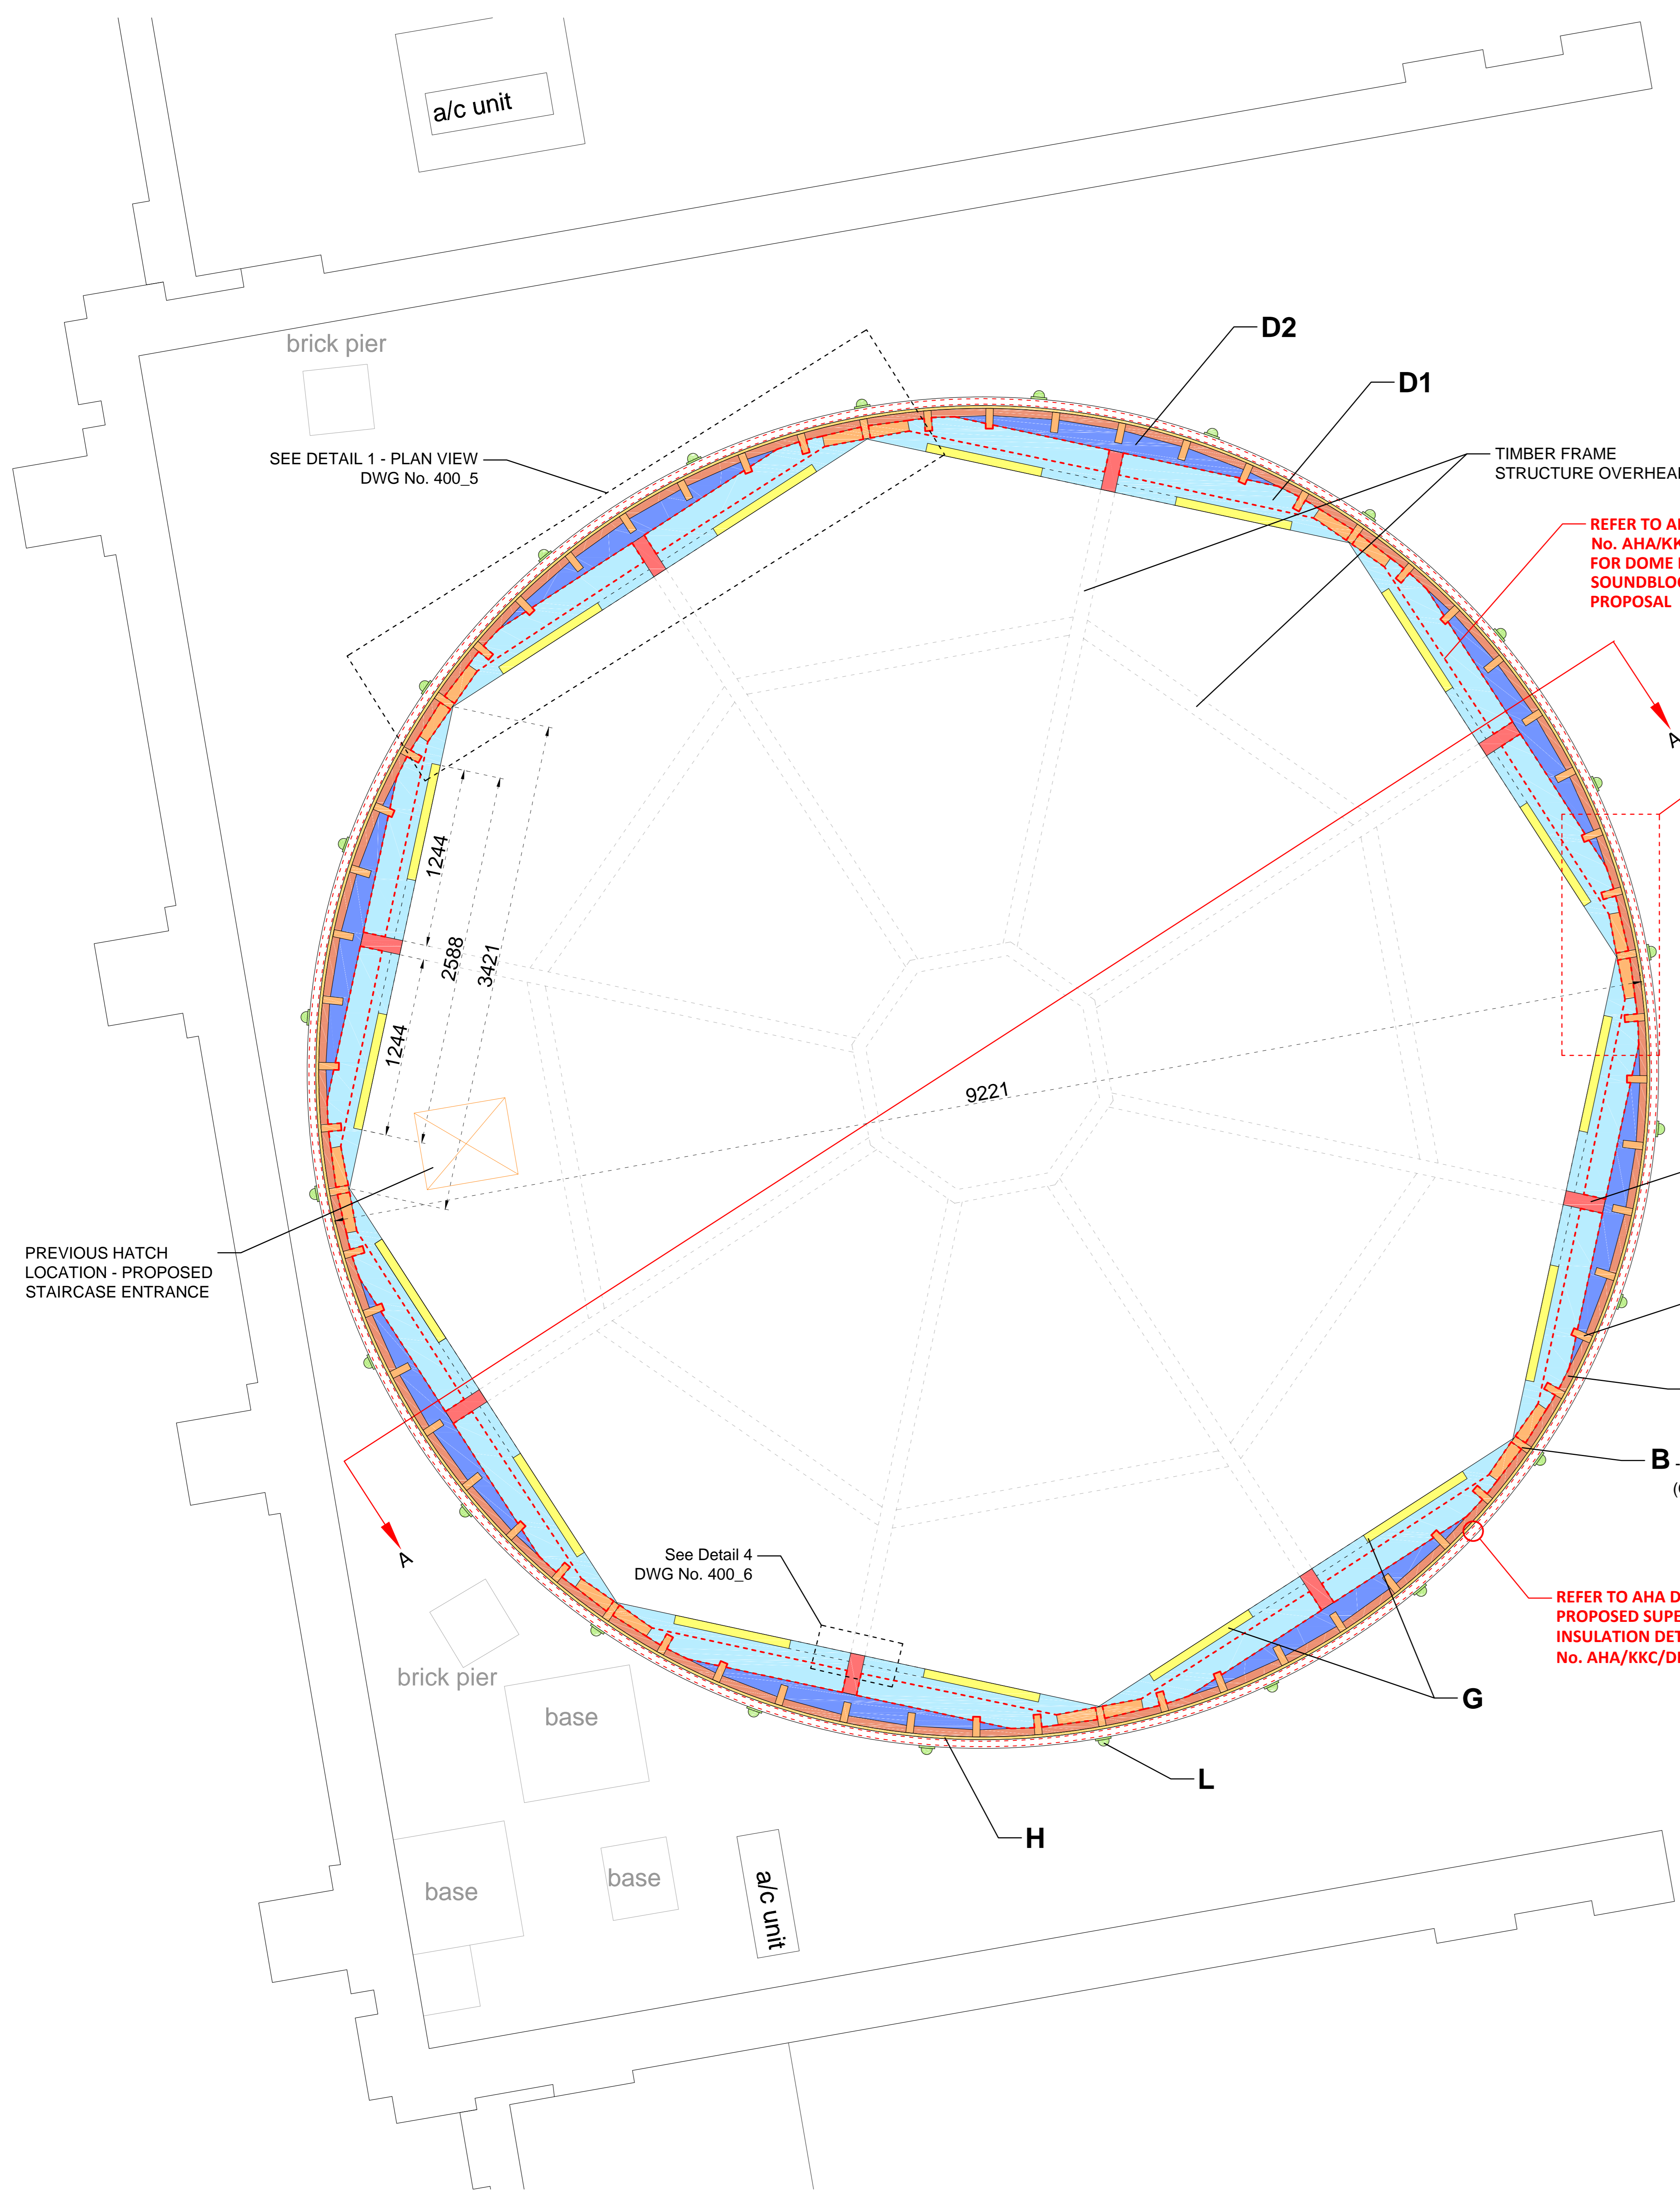 a/c unit
brick pier
D2
D1
SEE DETAIL 1 - PLAN VIEW
DWG No. 400_5
TIMBER FRAME
STRUCTURE
REFER TO
No.
FOR DOME
PROPOSAL
A
1244
2588
3421
1244
9221
PREVIOUS HATCH
LOCATION - PROPOSED
STAIRCASE ENTRANCE
B
A
See Detail 4
DWG No. 400_6
REFER TO AHA
PROPOSED
INSULATION
No.
brick pier
base
G
L
H
base
base
a/c unit